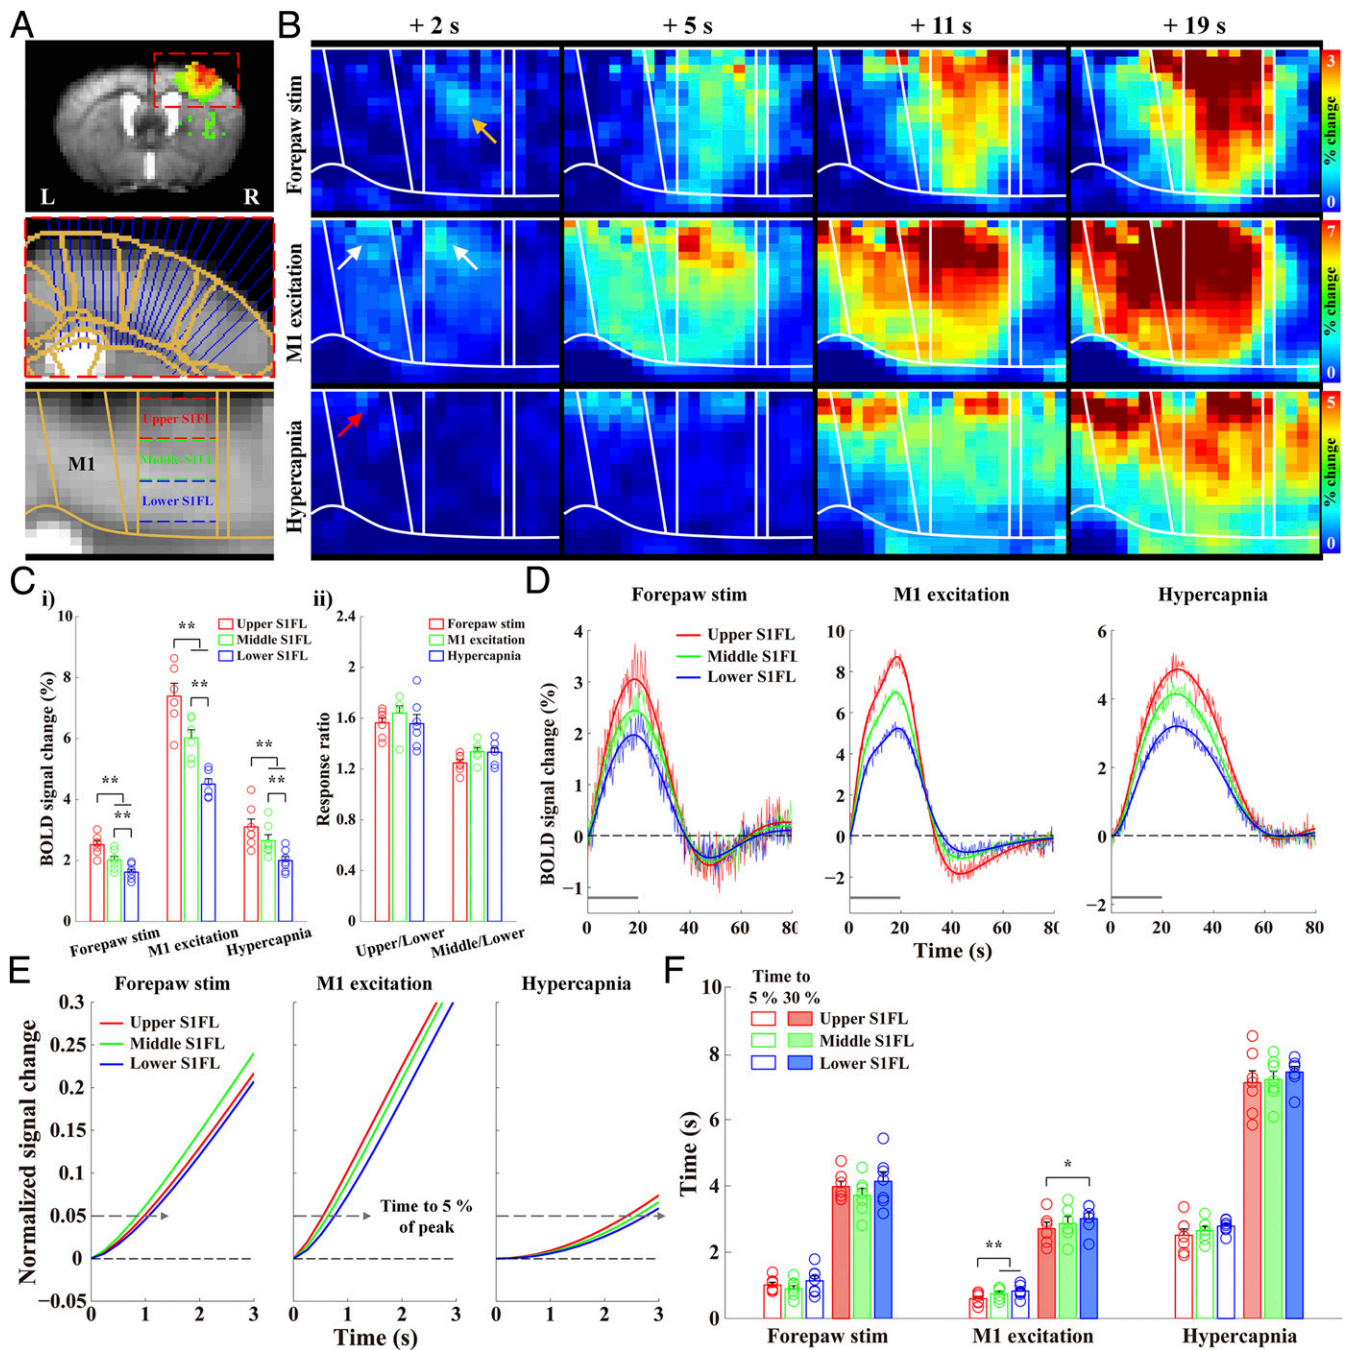 A
B
+ 2 s
+ 5 s
+ 11 s
+ 19 s
L
R
Forepaw stim
3
% change
0
M1 excitation
7
% change
0
Upper S1FL
Middle S1FL
Lower S1FL
M1
Hypercapnia
5
% change
0
C
i)
BOLD signal change (%)
10
8
6
4
2
0
Upper S1FL
Middle S1FL
Lower S1FL
**
**
**
**
**
**
Forepaw stim
M1 excitation
Hypercapnia
ii)
Response ratio
2.4
2
1.6
1.2
0.8
0.4
0
Forepaw stim
M1 excitation
Hypercapnia
Upper/Lower
Middle/Lower
D
Forepaw stim
M1 excitation
Hypercapnia
BOLD signal change (%)
4
3
2
1
0
−1
Upper S1FL
Middle S1FL
Lower S1FL
0 20 40 60 80
10
8
6
4
2
0
−2
0 20 40 60 80
6
4
2
0
−2
0 20 40 60 80
Time (s)
E
Forepaw stim
M1 excitation
Hypercapnia
Normalized signal change
0.3
0.25
0.2
0.15
0.1
0.05
0
−0.05
Upper S1FL
Middle S1FL
Lower S1FL
Time to 5 %
of peak
0 1 2 3
0 1 2 3
0 1 2 3
Time (s)
F
Time (s)
10
8
6
4
2
0
Time to
5 % 30 %
Upper S1FL
Middle S1FL
Lower S1FL
**
*
Forepaw stim
M1 excitation
Hypercapnia